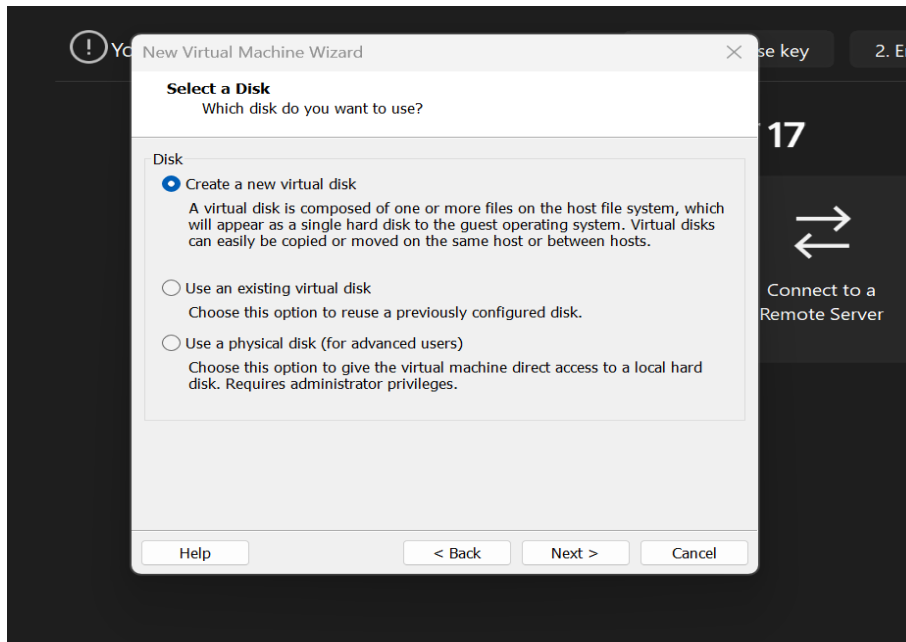 ! Yo
New Virtual Machine Wizard
se key
2. E
Select a Disk
Which disk do you want to use?
17
Disk
Create a new virtual disk
A virtual disk is composed of one or more files on the host file system, which
will appear as a single hard disk to the guest operating system. Virtual disks
can easily be copied or moved on the same host or between hosts.
Use an existing virtual disk
Choose this option to reuse a previously configured disk.
Use a physical disk (for advanced users)
Choose this option to give the virtual machine direct access to a local hard
disk. Requires administrator privileges.
Connect to a
Remote Server
Help
< Back
Next >
Cancel